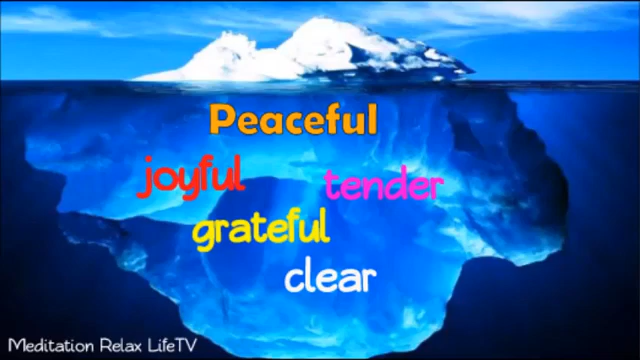 Peaceful
joyful
tender
grateful
clear
Meditation Relax LifeTV